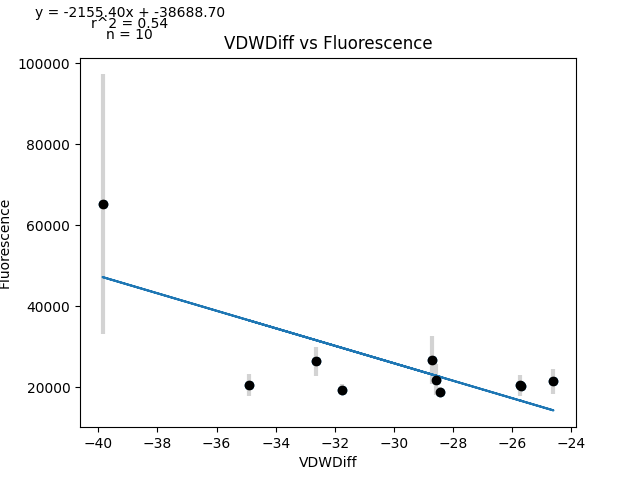 y = -2155.40x + -38688.70
r^2 = 0.54
n = 10
VDWDiff vs Fluorescence
100000
80000
60000
40000
20000
Fluorescence
−40
−38
−36
−34
−32
−30
−28
−26
−24
VDWDiff